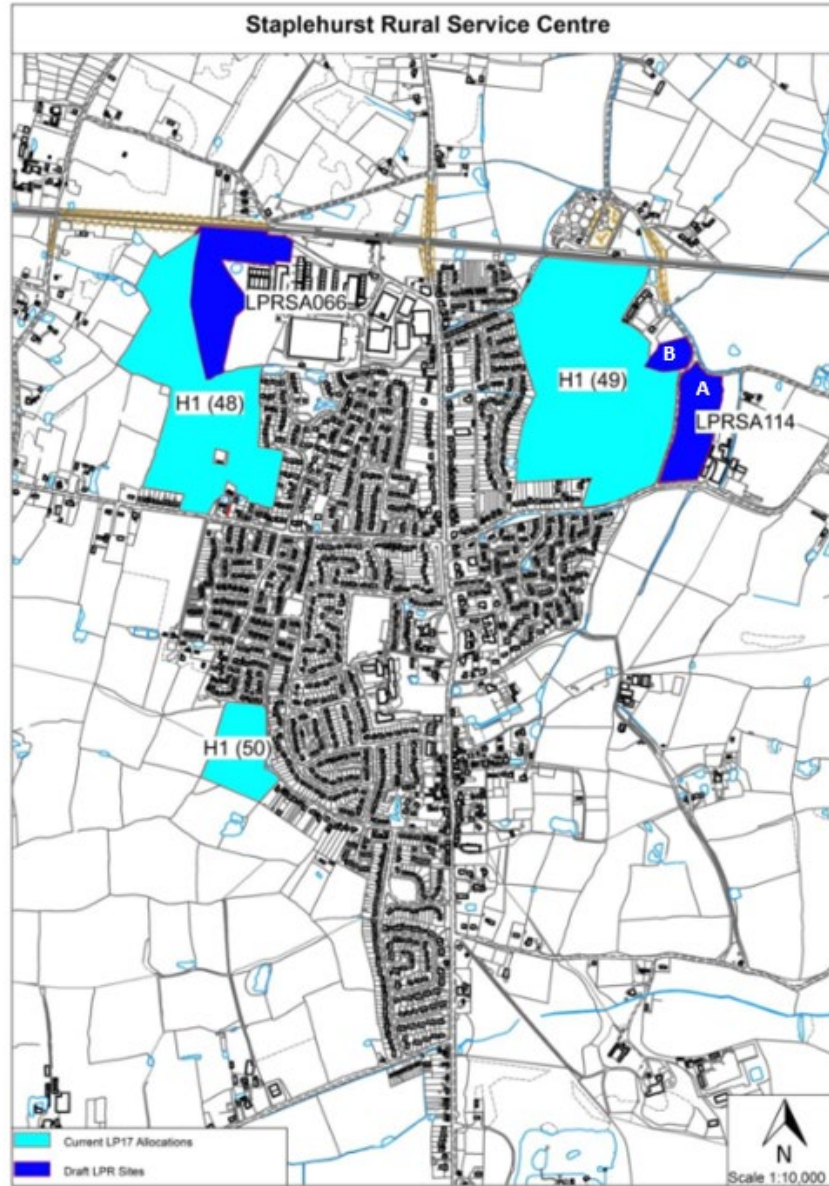 Staplehurst Rural Service Centre
LPRSA066
B
A
H1 (49)
H1 (48)
LPRSA114
H1 (50)
Current LP17 Allocations
Draft LPR Sites
N
Scale 1:10,000